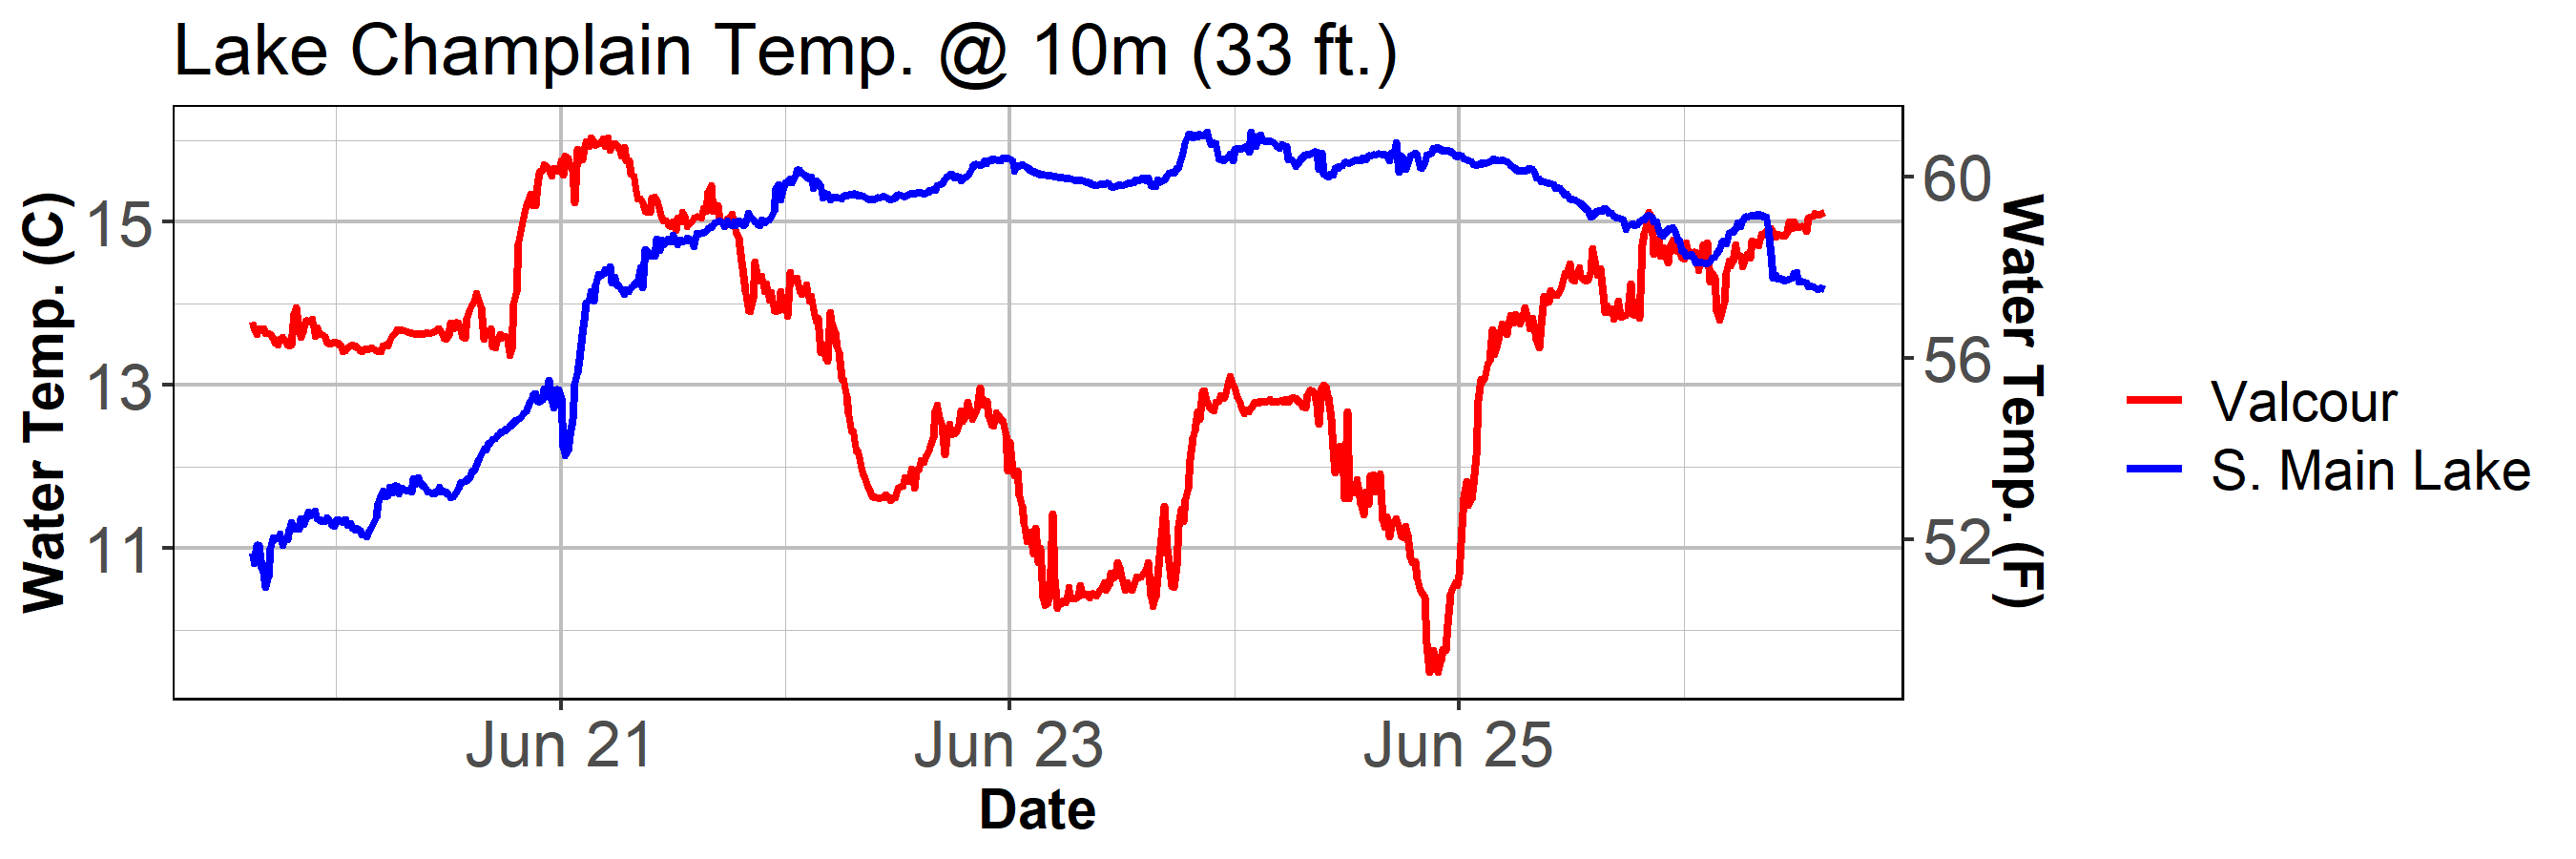 Lake Champlain Temp. @ 10m (33 ft.)
Water Temp. (C)
15
13
11
60
56
52
Water Temp. (F)
Valcour
S. Main Lake
Jun 21
Jun 23
Jun 25
Date